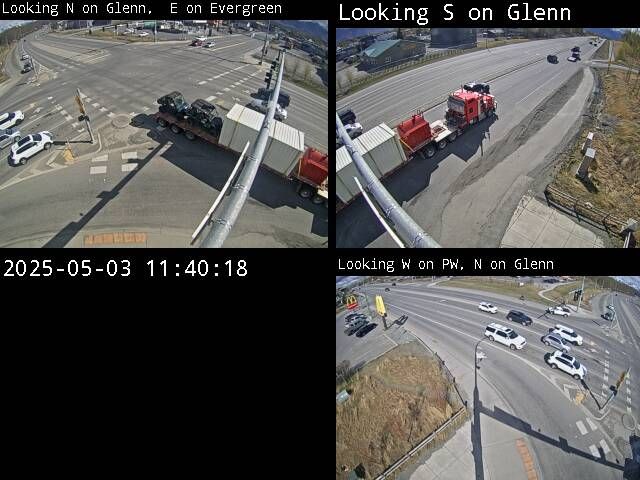 Looking N on Glenn,  E on Evergreen
Looking S on Glenn
2025-05-03 11:40:18
Looking W on PW, N on Glenn